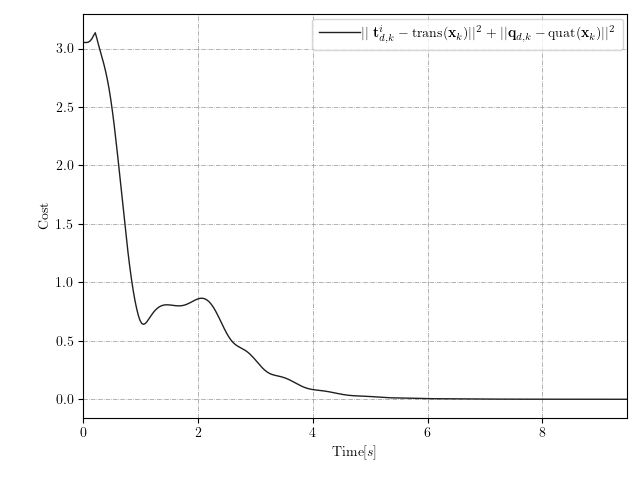 || t^i_{d,k} − trans(x_k)||^2 + ||q_{d,k} − quat(x_k)||^2
3.0
2.5
2.0
1.5
1.0
0.5
0.0
Cost
0 2 4 6 8
Time[s]